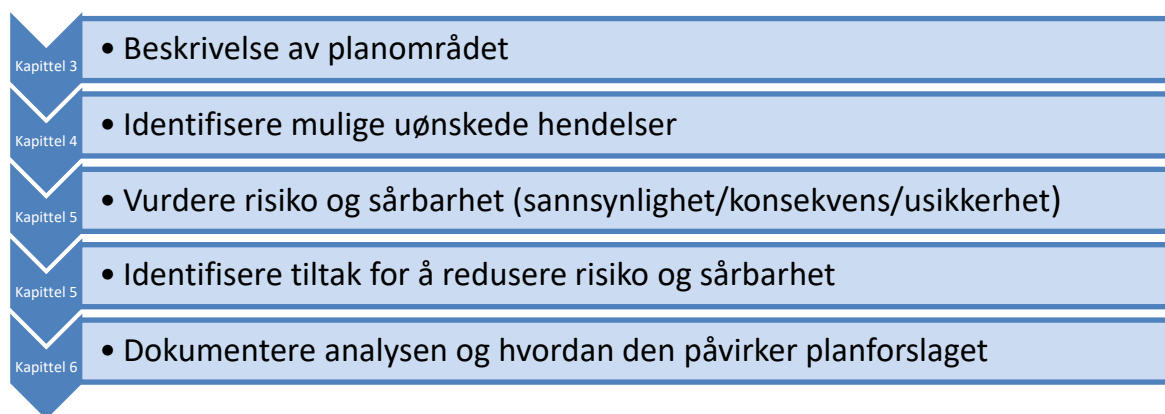 Kapittel 3
• Beskrivelse av planområdet
Kapittel 4
• Identifisere mulige uønskede hendelser
Kapittel 5
• Vurdere risiko og sårbarhet (sannsynlighet/konsekvens/usikkerhet)
Kapittel 5
• Identifisere tiltak for å redusere risiko og sårbarhet
Kapittel 6
• Dokumentere analysen og hvordan den påvirker planforslaget